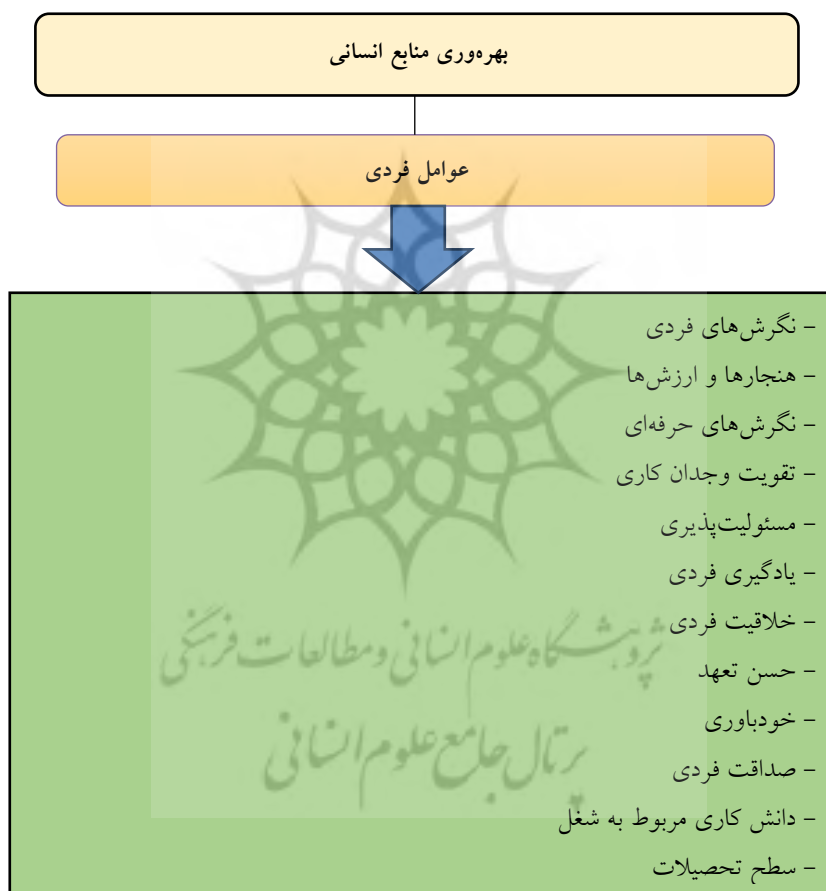 بهره‌وری منابع انسانی
عوامل فردی
- نگرش‌های فردی
- هنجارها و ارزش‌ها
- نگرش‌های حرفه‌ای
- تقویت وجدان کاری
- مسئولیت‌پذیری
- یادگیری فردی
- خلاقیت فردی
- حسن تعهد
- خودباوری
- صداقت فردی
- دانش کاری مربوط به شغل
- سطح تحصیلات
پژوهشگاه علوم انسانی و مطالعات فرهنگی
پرتال جامع علوم انسانی